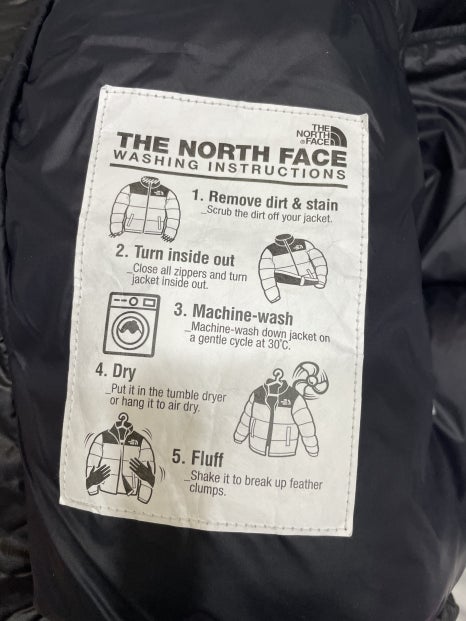 THE
NORTH
®FACE
THE NORTH FACE
WASHING INSTRUCTIONS
1. Remove dirt & stain
_Scrub the dirt off your jacket.
2. Turn inside out
_Close all zippers and turn
jacket inside out.
3. Machine-wash
_Machine-wash down jacket on
a gentle cycle at 30℃.
4. Dry
_Put it in the tumble dryer
or hang it to air dry.
5. Fluff
_Shake it to break up feather
clumps.